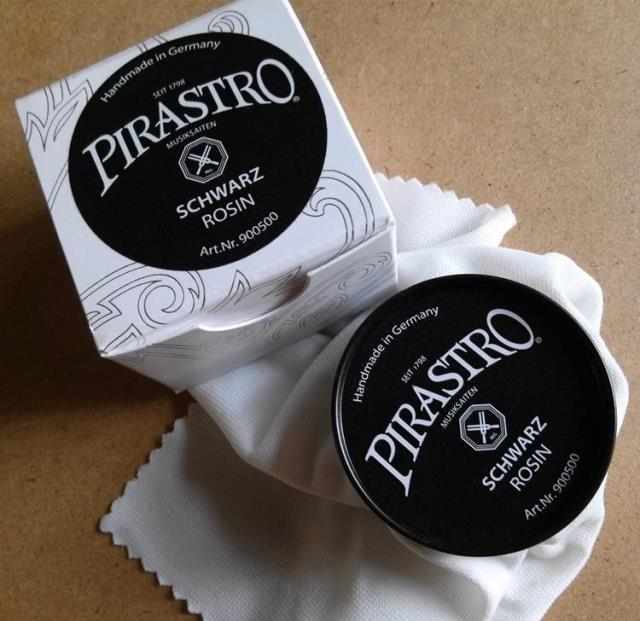 Handmade in Germany
SEIT 1798
PIRASTRO®
MUSIKSAITEN
SCHWARZ
ROSIN
Art.Nr. 900500
Handmade in Germany
SEIT 1798
PIRASTRO®
MUSIKSAITEN
SCHWARZ
ROSIN
Art.Nr. 900500